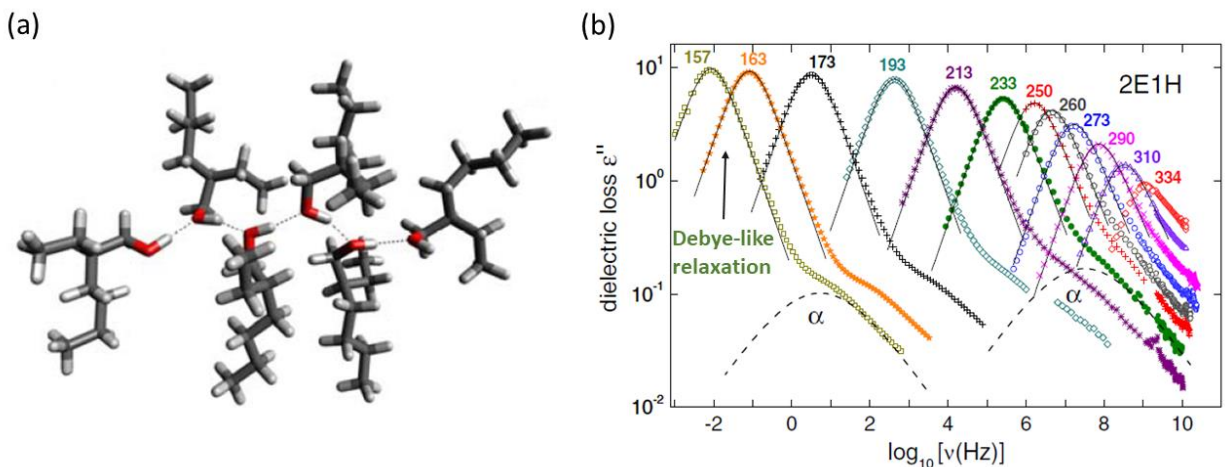 (a)
(b)
157 163 173 193 213 233 250 260 273 290 310 334
2E1H
Debye-like
relaxation
α
α
dielectric loss ε''
10¹
10⁰
10⁻¹
10⁻²
-2 0 2 4 6 8 10
log₁₀ [ν(Hz)]